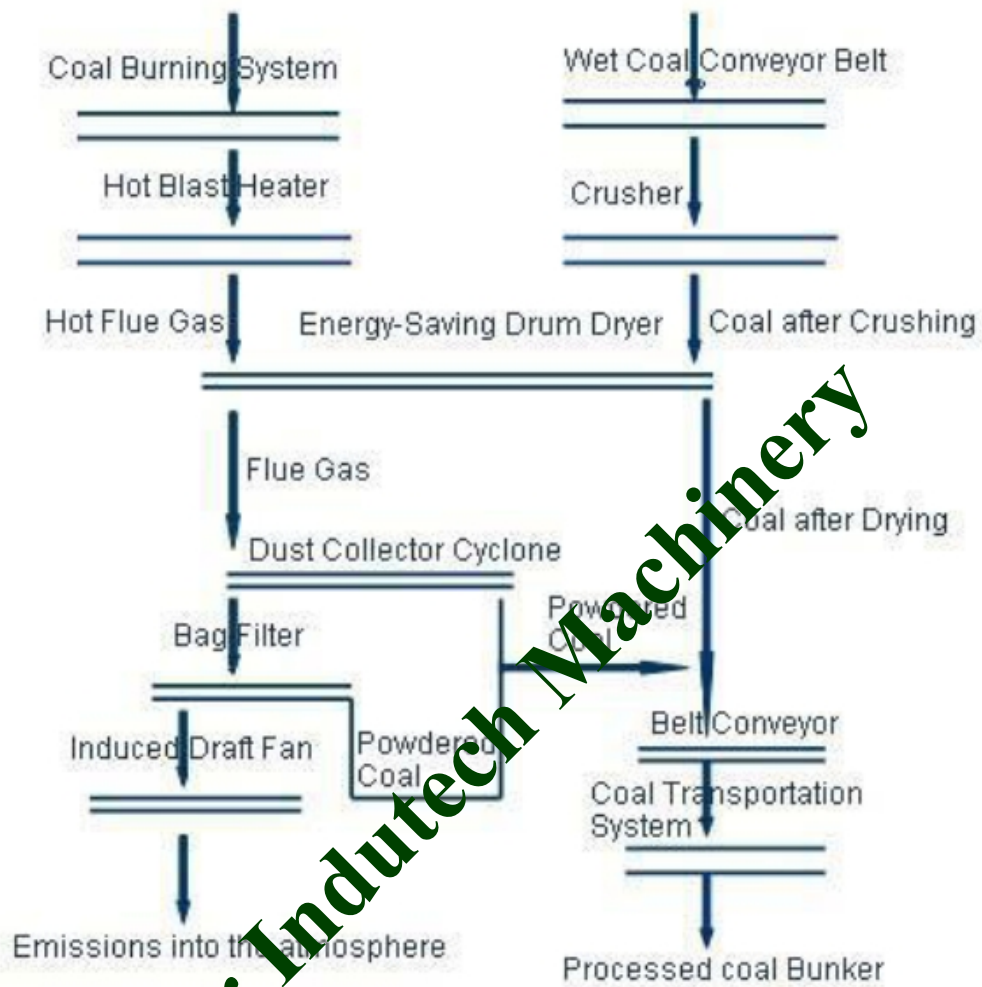 Coal Burning System
Wet Coal Conveyor Belt
Hot Blast Heater
Crusher
Hot Flue Gas
Energy-Saving Drum Dryer
Coal after Crushing
Flue Gas
Coal after Drying
Dust Collector Cyclone
Powdered
Coal
Bag Filter
Belt Conveyor
Induced Draft Fan
Powdered
Coal
Coal Transportation
System
Emissions into the atmosphere
Processed coal Bunker
. Indutech Machinery